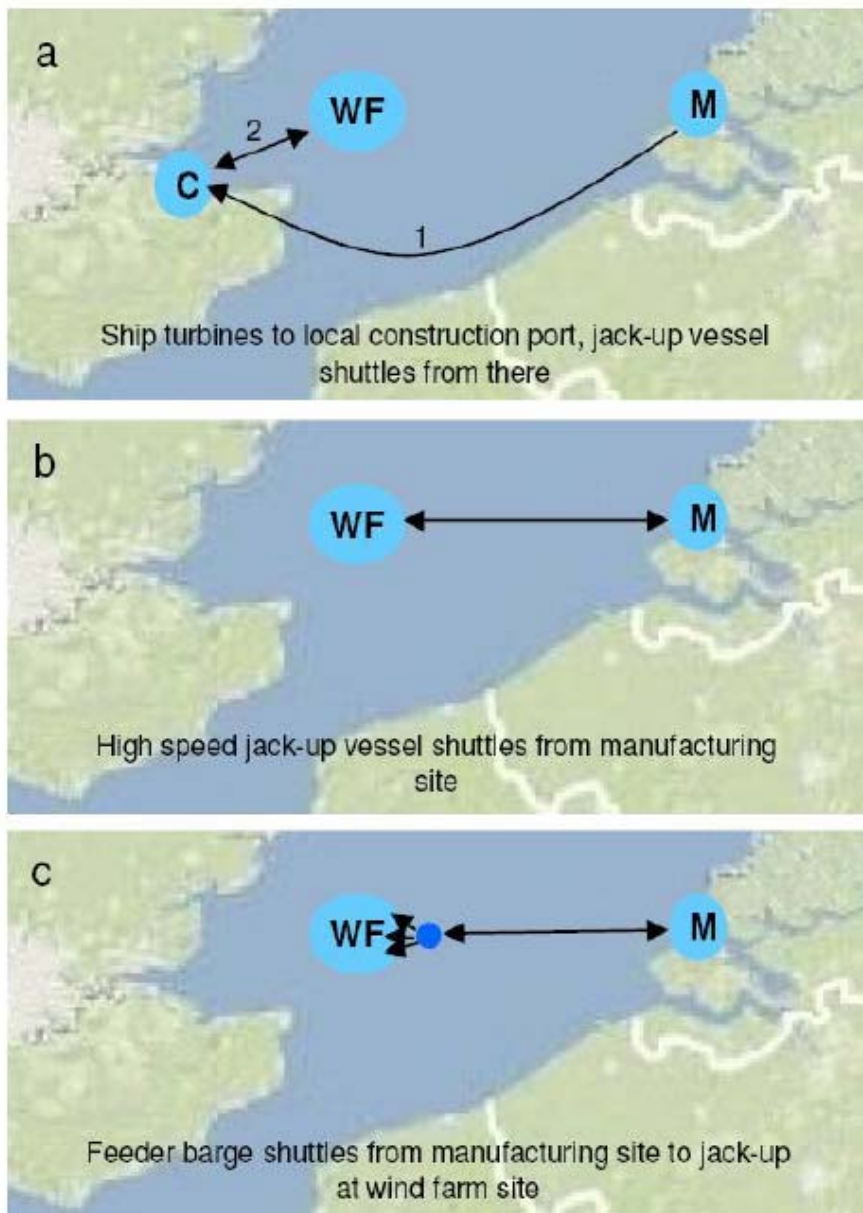 a
WF
M
2
C
1
Ship turbines to local construction port, jack-up vessel
shuttles from there
b
WF
M
High speed jack-up vessel shuttles from manufacturing
site
c
WF
M
Feeder barge shuttles from manufacturing site to jack-up
at wind farm site